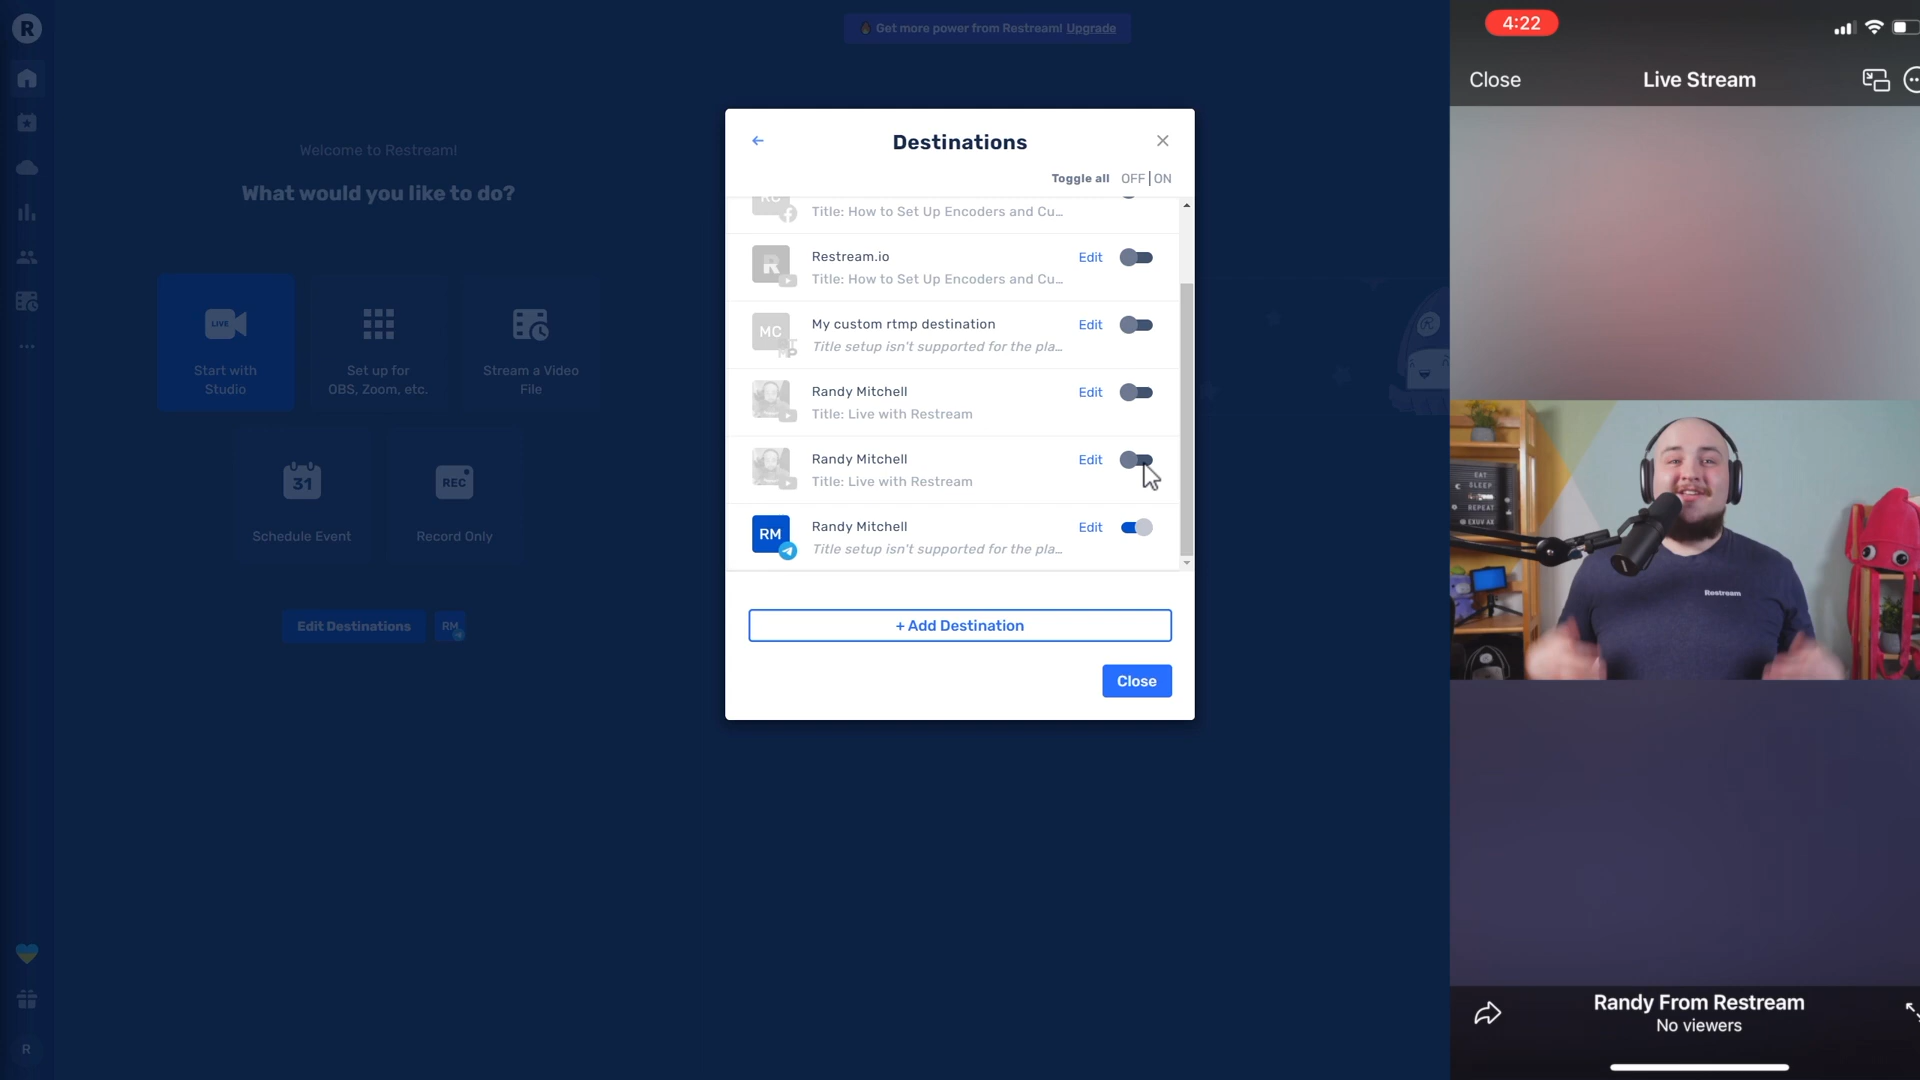 R
🔥 Get more power from Restream! Upgrade
Welcome to Restream!
What would you like to do?
LIVE
Start with
Studio
Set up for
OBS, Zoom, etc.
Stream a Video
File
31
Schedule Event
REC
Record Only
Edit Destinations
RM
R
Destinations
Toggle all OFF | ON
RC
Title: How to Set Up Encoders and Cu...
R
Restream.io
Edit
Title: How to Set Up Encoders and Cu...
MC
My custom rtmp destination
Edit
Title setup isn't supported for the pla...
Randy Mitchell
Edit
Title: Live with Restream
Randy Mitchell
Edit
Title: Live with Restream
RM
Randy Mitchell
Edit
Title setup isn't supported for the pla...
+ Add Destination
Close
4:22
Close
Live Stream
EAT
SLEEP
REPEAT
Restream
Randy From Restream
No viewers